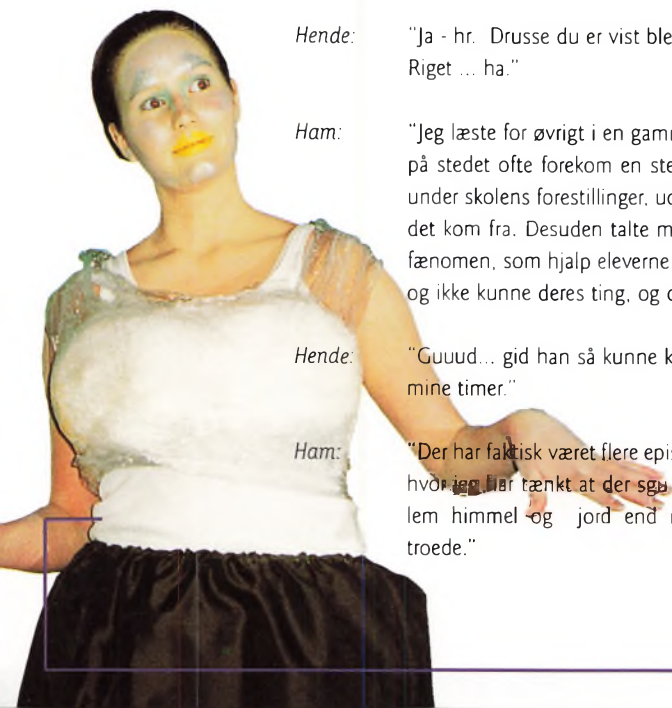 Hende: "Ja - hr. Drusse du er vist ble
Riget ... ha."
Ham: "Jeg læste for øvrigt i en gamm
på stedet ofte forekom en ste
under skolens forestillinger, ud
det kom fra. Desuden talte m
fænomen, som hjalp eleverne
og ikke kunne deres ting, og d
Hende: "Guuud... gid han så kunne k
mine timer."
Ham: "Der har faktisk været flere epi
hvor jeg har tænkt at der sgu
lem himmel og jord end
troede."